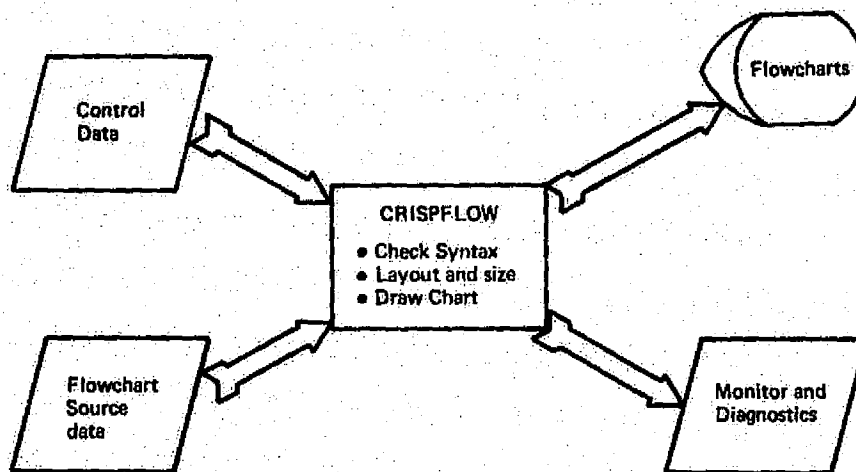 Control
Data
Flowcharts
CRISPFLOW
• Check Syntax
• Layout and size
• Draw Chart
Flowchart
Source
data
Monitor and
Diagnostics